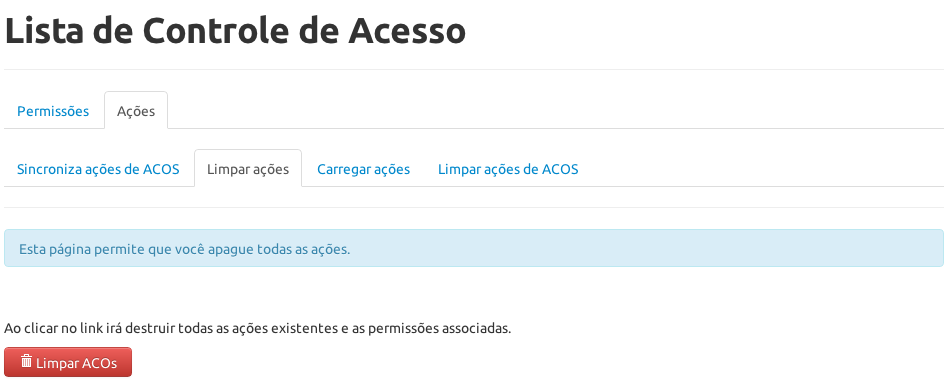 Lista de Controle de Acesso
Permissões Ações
Sincroniza ações de ACOS Limpar ações Carregar ações Limpar ações de ACOS
Esta página permite que você apague todas as ações.
Ao clicar no link irá destruir todas as ações existentes e as permissões associadas.
Limpar ACOs